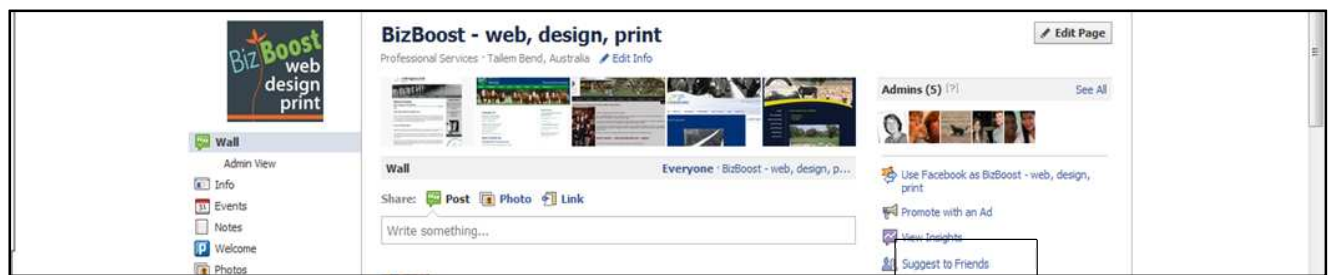 BizBoost
web
design
print
Wall
Admin View
Info
Events
Notes
Welcome
Photos
BizBoost - web, design, print
Professional Services · Tailem Bend, Australia Edit Info
Wall
Everyone · BizBoost - web, design, p...
Share: Post Photo Link
Write something...
Edit Page
Admins (5) [?] See All
Use Facebook as BizBoost - web, design,
print
Promote with an Ad
View Insights
Suggest to Friends